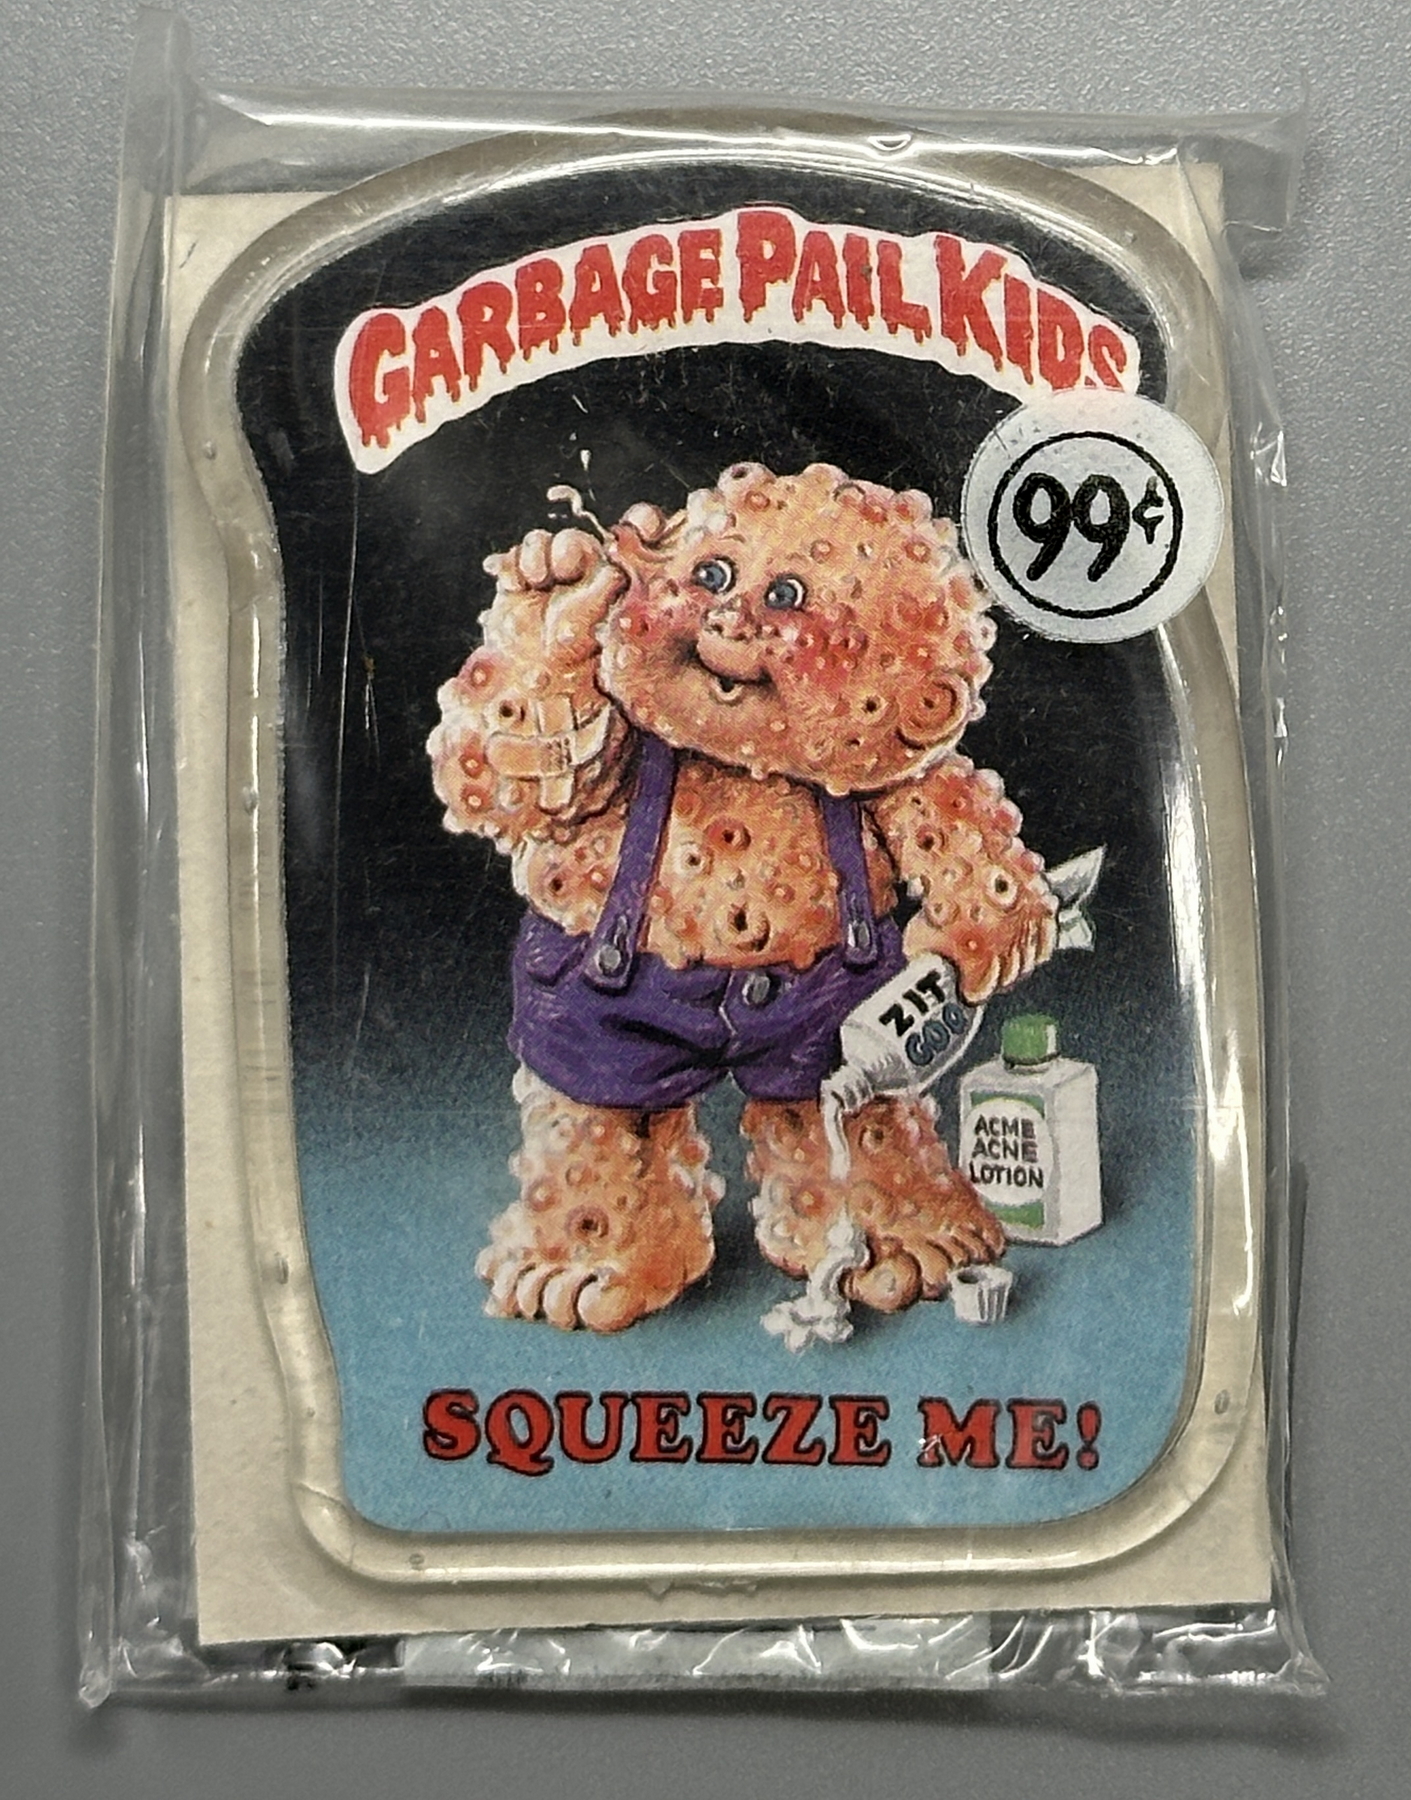 GARBAGE PAIL KIDS
99¢
ZIT
GOO
ACME
ACNE
LOTION
SQUEEZE ME!